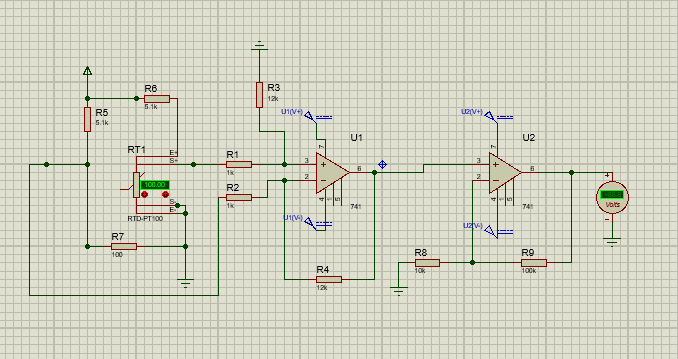 R3
12k
R6
5.1k
R5
5.1k
U1(V+)
U2(V+)
U1
U2
RT1
E+
S+
R1
1k
3
2
7
6
4
1
5
741
3
2
7
6
4
1
5
741
+
Volts
-
100.00
S-
E-
RTD-PT100
R2
1k
U1(V-)
U2(V-)
R7
100
R4
12k
R8
10k
R9
100k